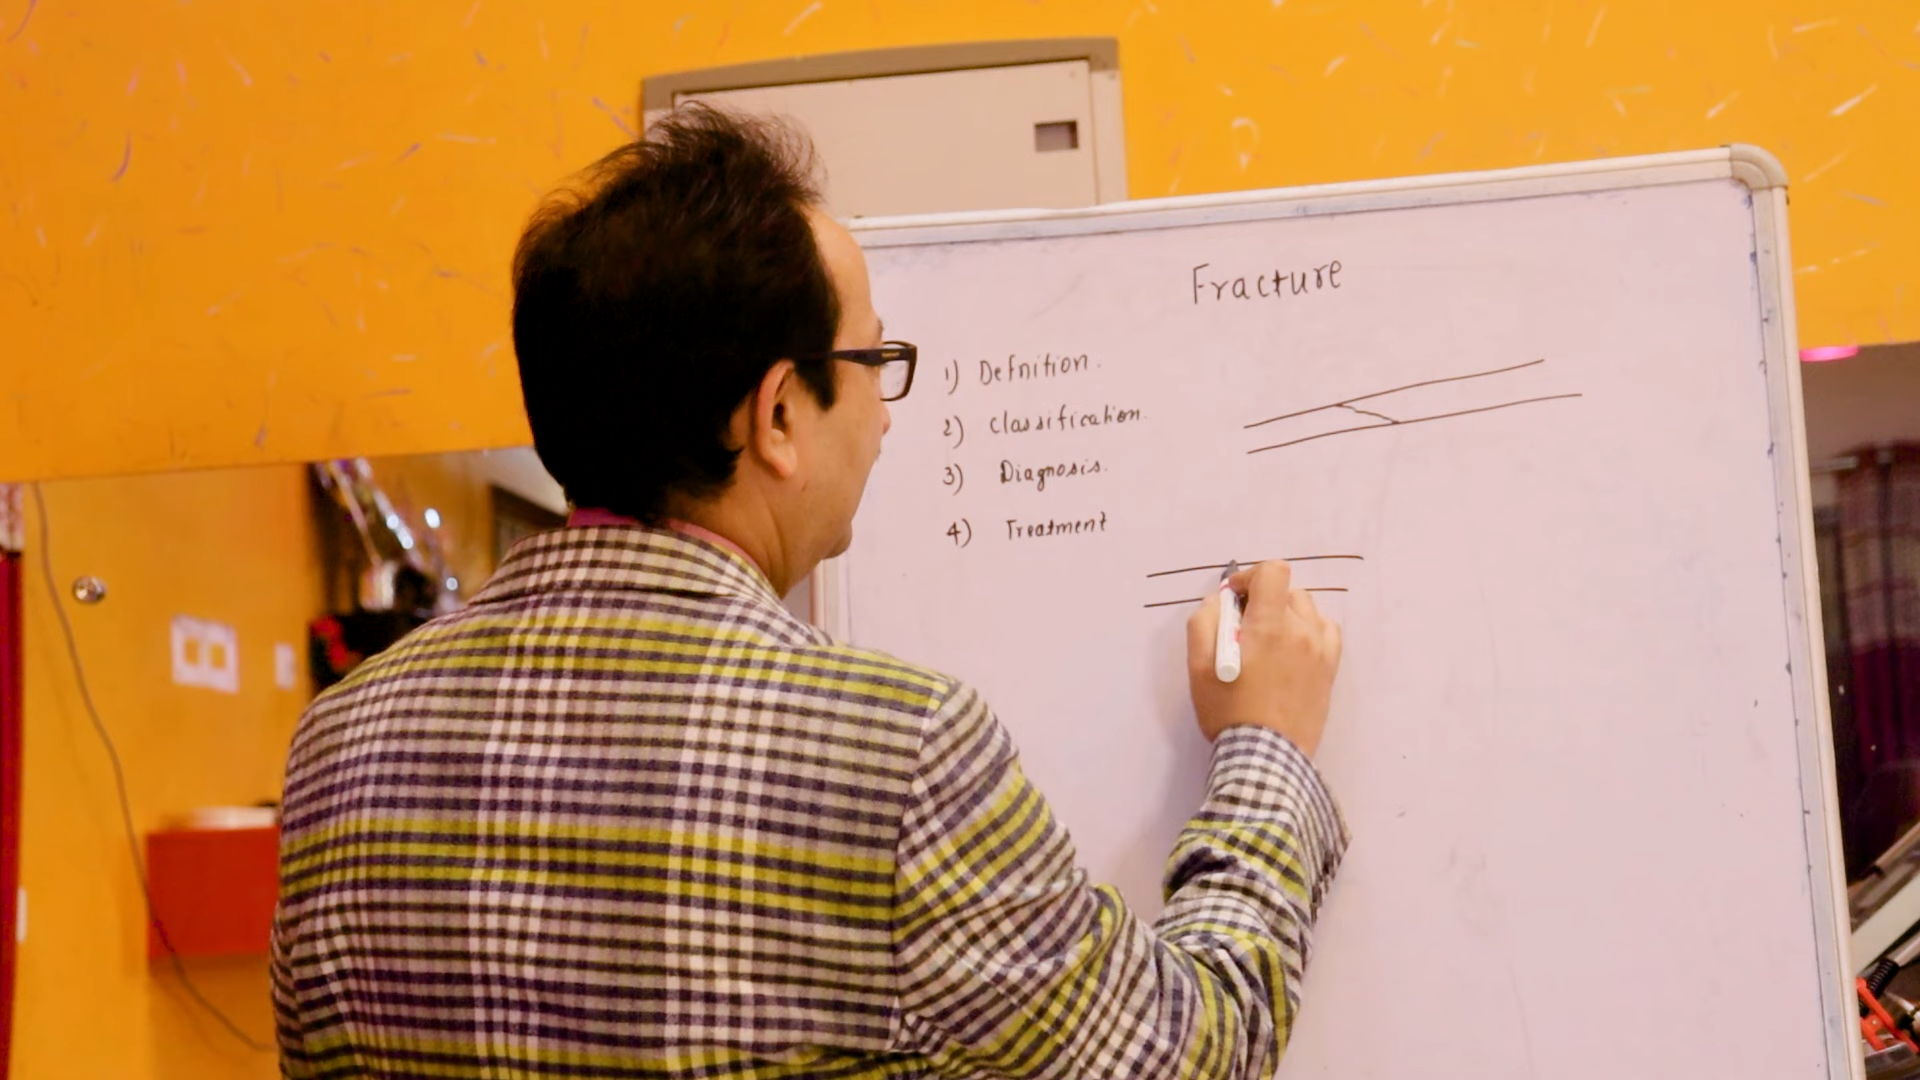 Fracture
1) Defnition.
2) Classification.
3) Diagnosis.
4) Treatment